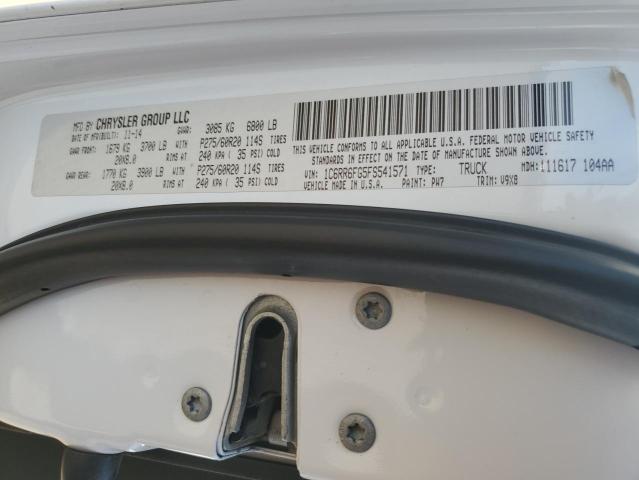 MFD BY CHRYSLER GROUP LLC GVWR: 3085 KG 6800 LB
DATE OF MFR(BUILT): 11-14
GAWR FRONT: 1679 KG 3700 LB P275/60R20 114S TIRES
20X8.0 RIMS 240 KPA( 35 PSI) COLD
GAWR REAR: 1770 KG 3900 LB P275/60R20 114S TIRES
20X8.0 RIMS 240 KPA( 35 PSI) COLD
THIS VEHICLE CONFORMS TO ALL APPLICABLE U.S.A. FEDERAL MOTOR VEHICLE SAFETY
STANDARDS IN EFFECT ON THE DATE OF MANUFACTURE SHOWN ABOVE.
VIN: 1C6RR6FG5FS541571 TYPE: TRUCK MDH: 111617 104AA
VEHICLE MADE IN U.S.A. PAINT: PW7 TRIM: V9X8